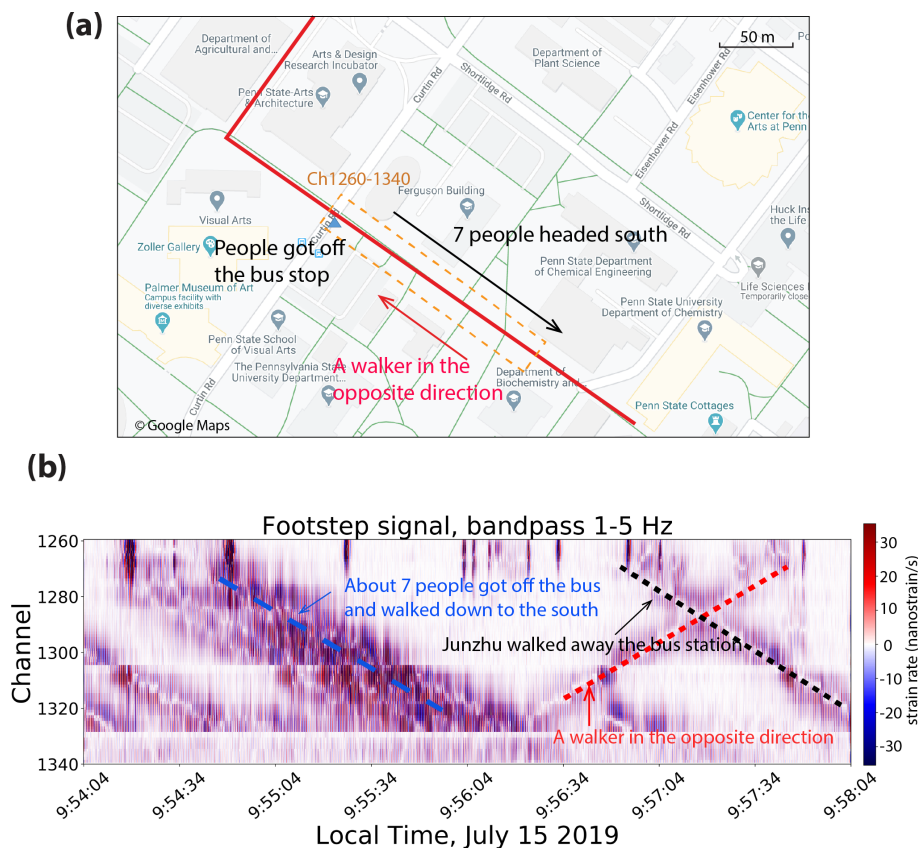 (a)
50 m
Department of
Agricultural and...
Arts & Design
Research Incubator
Department of
Plant Science
Penn State-Arts
& Architecture
Curtin Rd
Shortlidge Rd
Eisenhower Rd
Center for the
Arts at Penn
Ch1260-1340
Ferguson Building
Eisenhower Rd
Shortlidge Rd
Visual Arts
Curtin Rd
Huck Ins
the Life
Zoller Gallery
People got off
the bus stop
7 people headed south
Penn State Department
of Chemical Engineering
Life Sciences
Temporarily close
Palmer Museum of Art
Campus facility with
diverse exhibits
Penn State University
Department of Chemistry
Penn State School
of Visual Arts
The Pennsylvania State
University Department...
A walker in the
opposite direction
Department of
Biochemistry and...
Curtin Rd
Penn State Cottages
© Google Maps
(b)
Footstep signal, bandpass 1-5 Hz
Channel
1260
1280
1300
1320
1340
About 7 people got off the bus
and walked down to the south
Junzhu walked away the bus station
A walker in the opposite direction
30
20
10
0
-10
-20
-30
strain rate (nanostrain/s)
9:54:04
9:54:34
9:55:04
9:55:34
9:56:04
9:56:34
9:57:04
9:57:34
9:58:04
Local Time, July 15 2019